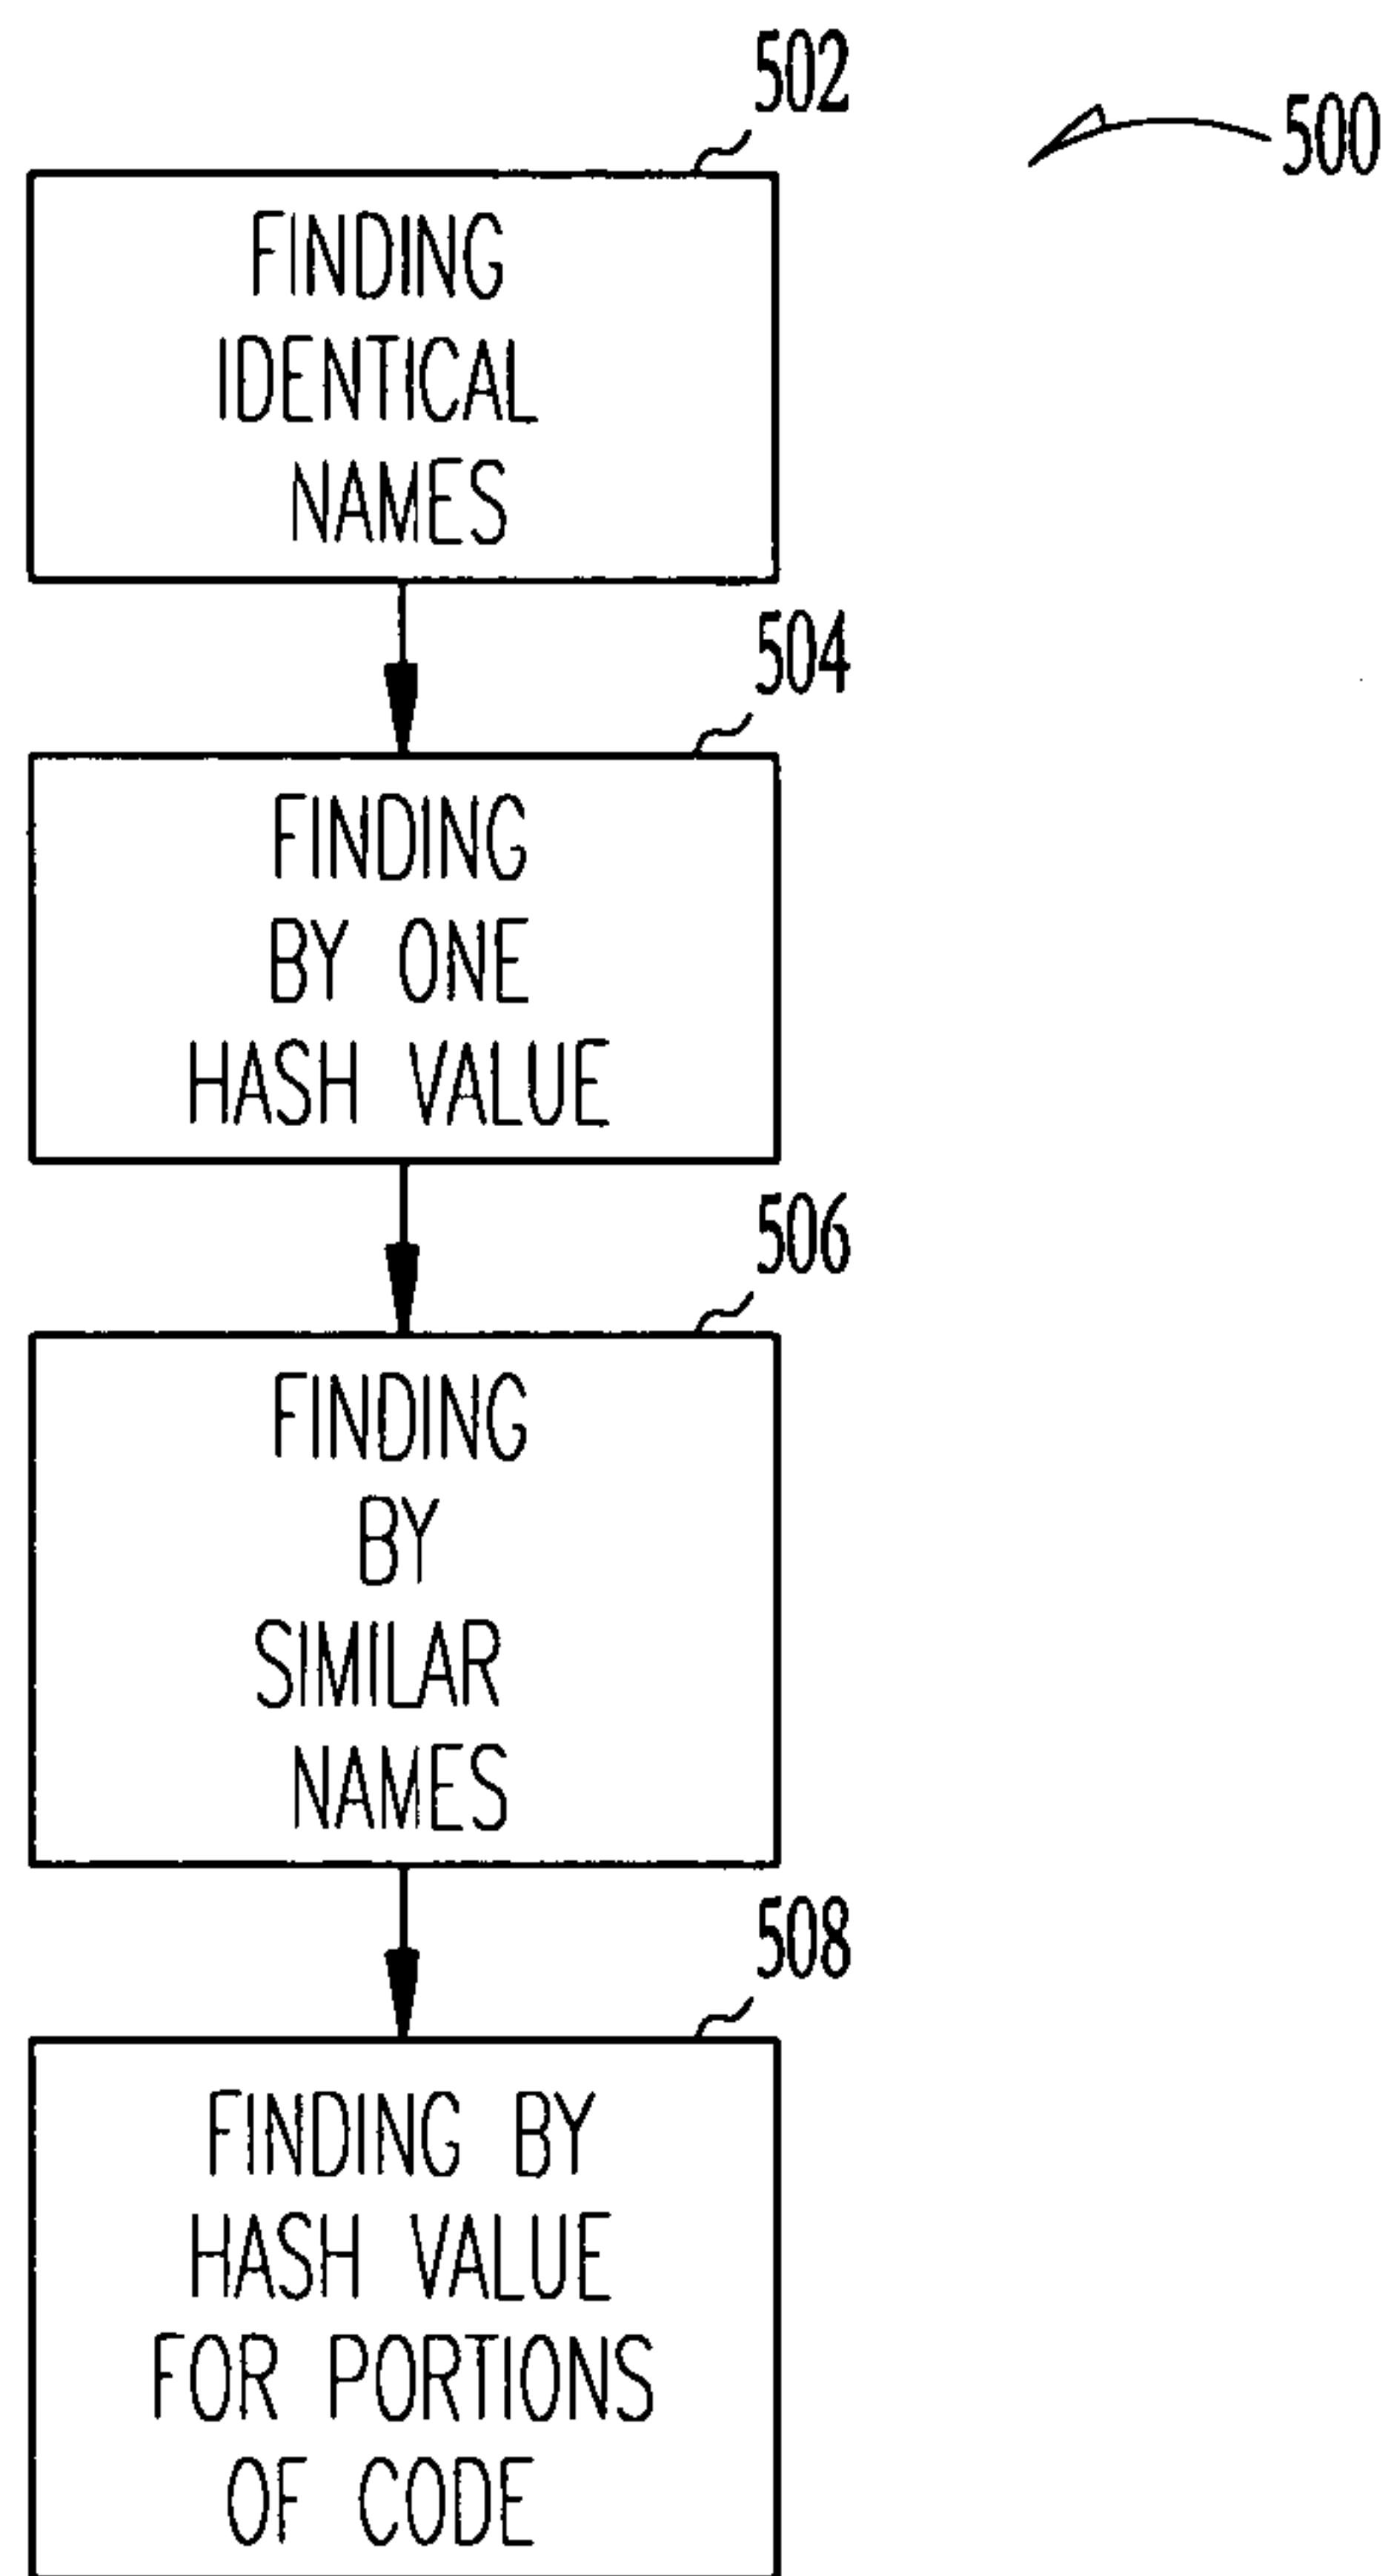 502
500
FINDING
IDENTICAL
NAMES
504
FINDING
BY ONE
HASH VALUE
506
FINDING
BY
SIMILAR
NAMES
508
FINDING BY
HASH VALUE
FOR PORTIONS
OF CODE